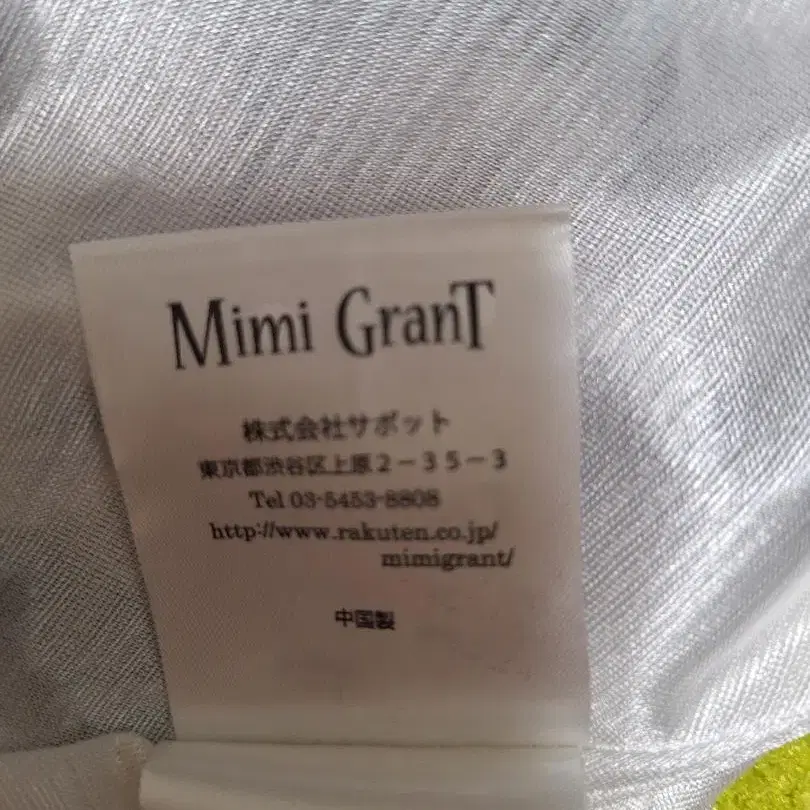 Mimi GranT
株式会社サボット
東京都渋谷区上原2－35－3
Tel 03-5453-8808
http://www.rakuten.co.jp/
mimigrant/
中国製